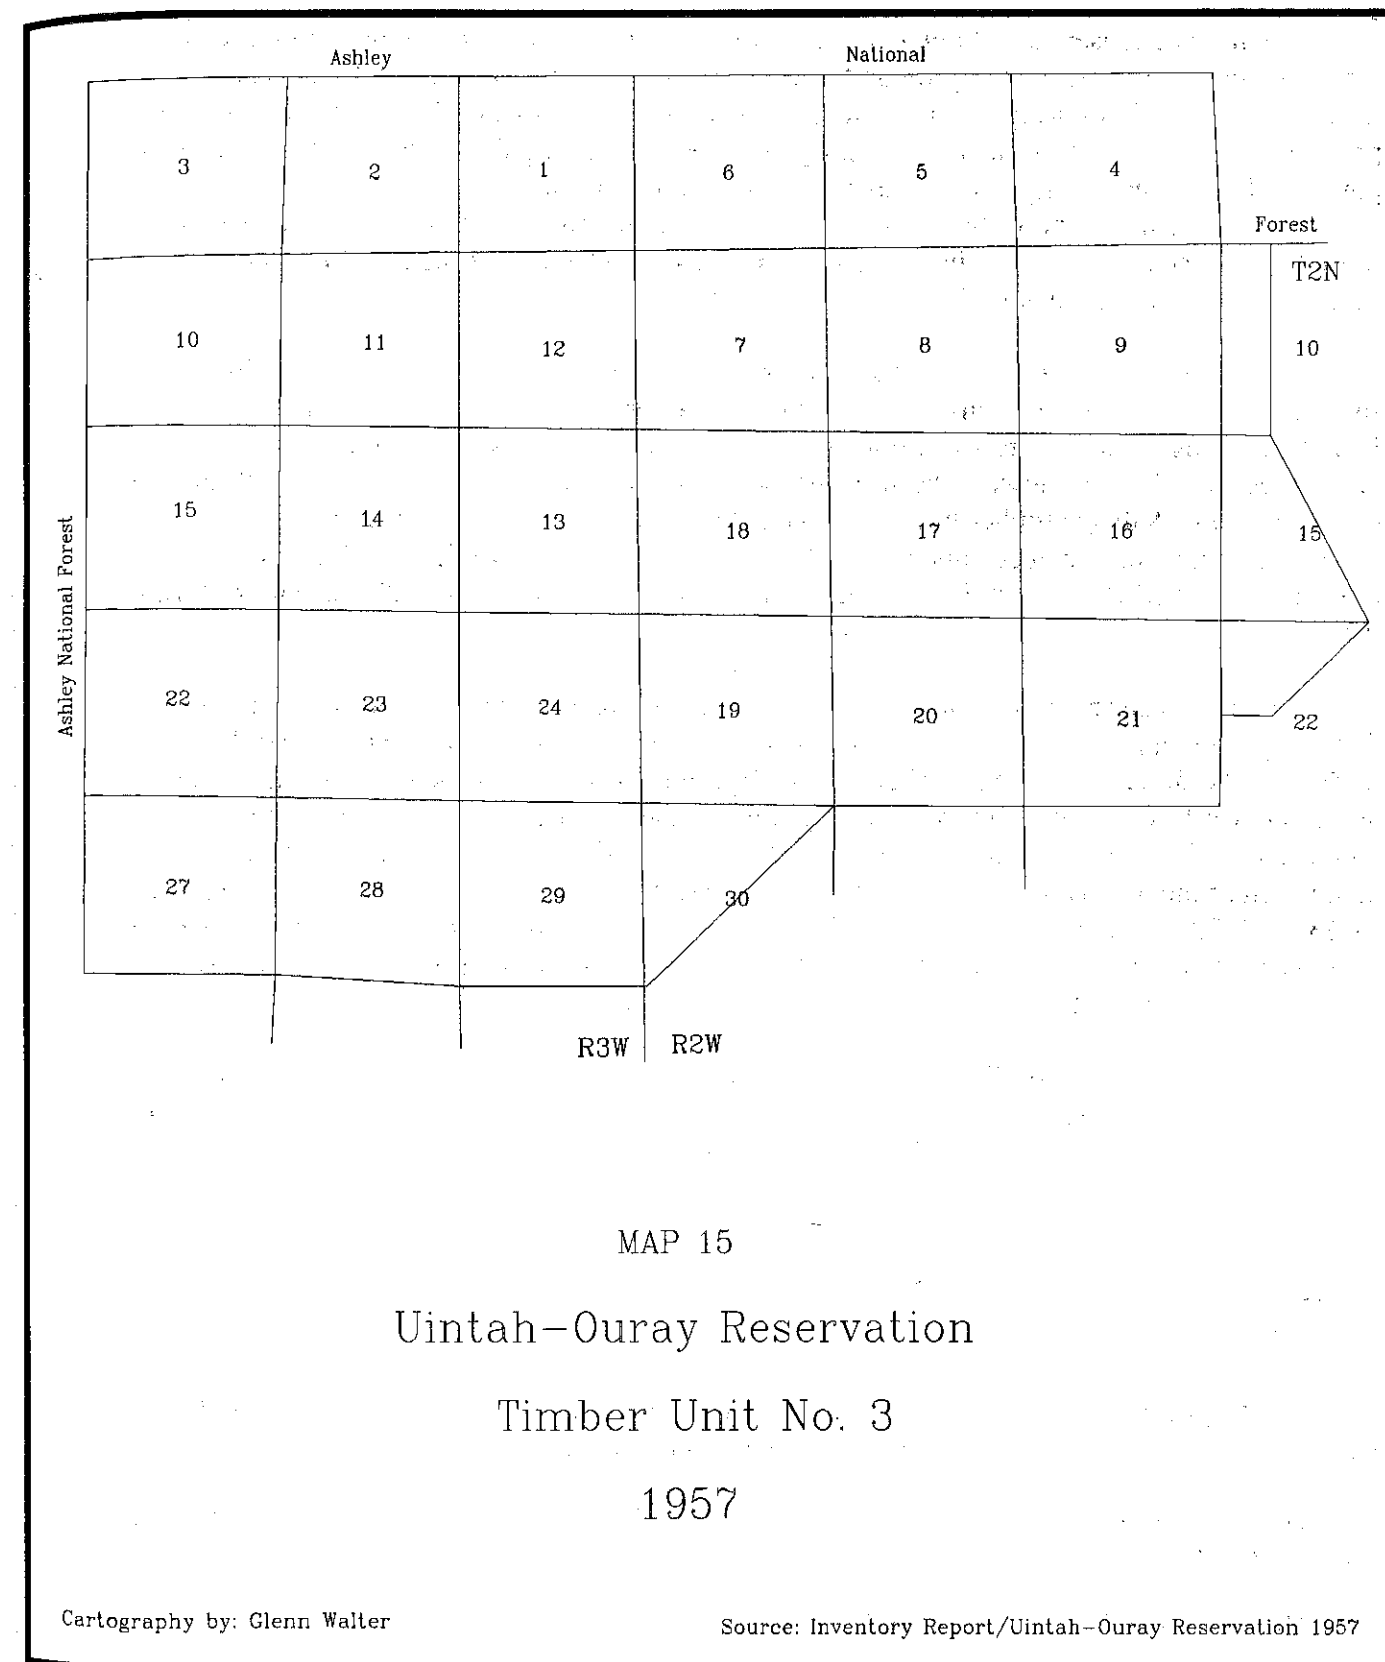 Ashley National
3 2 1 6 5 4
Forest
T2N
10 11 12 7 8 9 10
15 14 13 18 17 16 15
Ashley National Forest
22 23 24 19 20 21 22
27 28 29 30
R3W R2W
MAP 15
Uintah-Ouray Reservation
Timber Unit No. 3
1957
Cartography by: Glenn Walter
Source: Inventory Report/Uintah-Ouray Reservation 1957